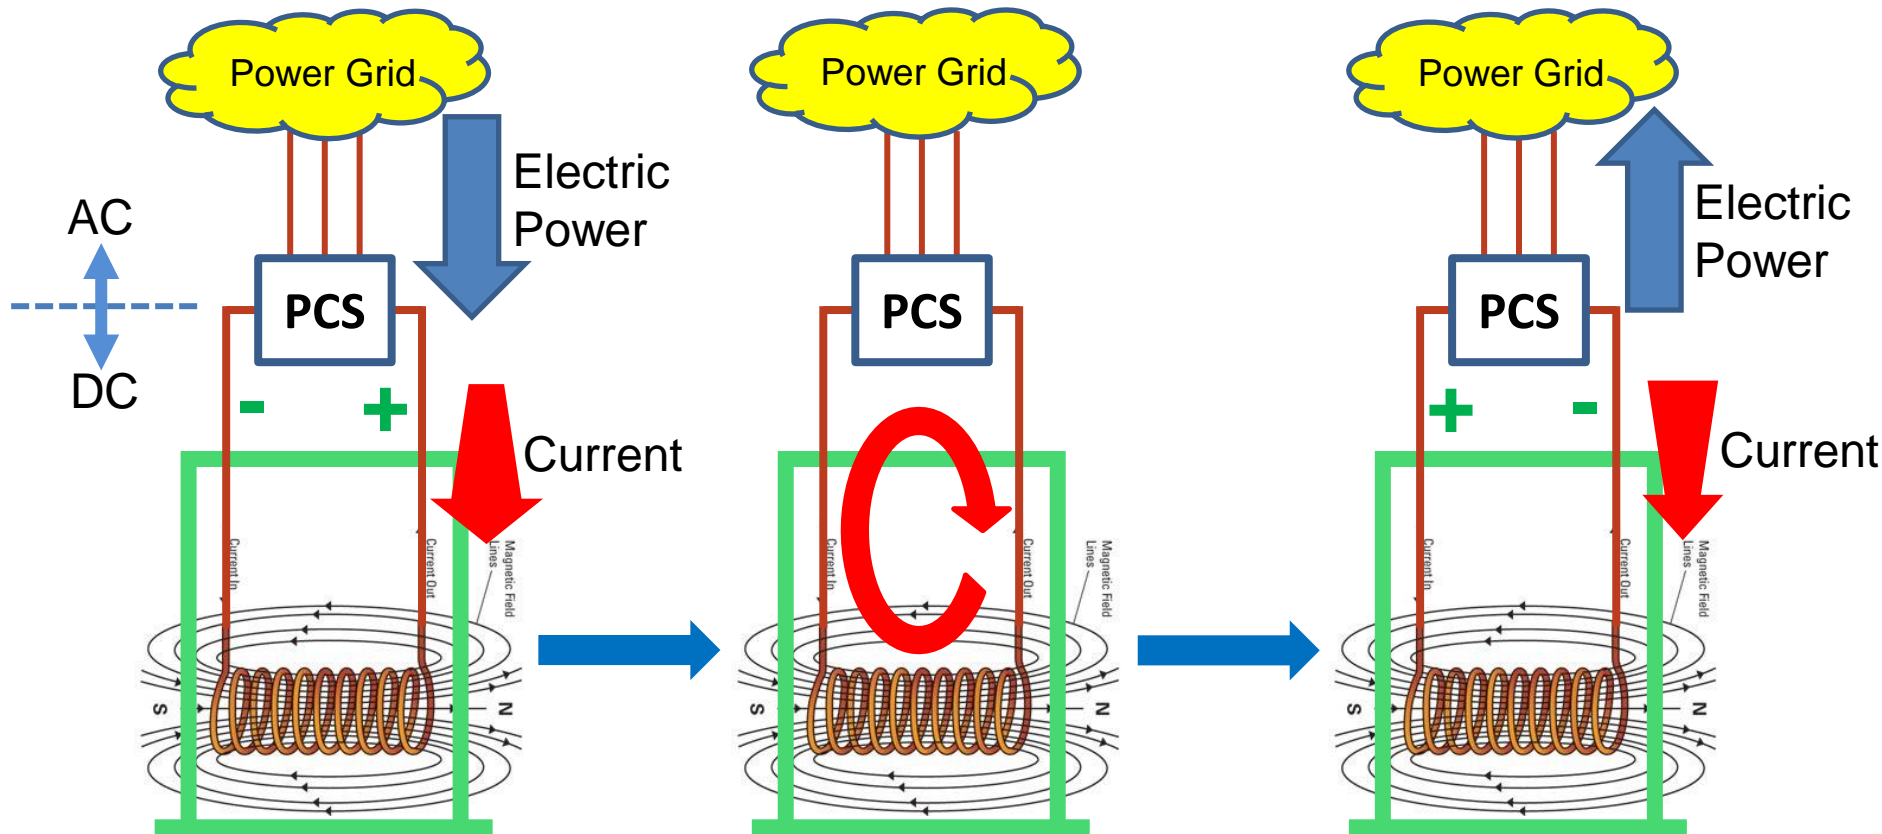 Power Grid
Power Grid
Power Grid
Electric
Power
Electric
Power
AC
DC
PCS
PCS
PCS
-
+
+
-
Current
Current
Current In
Current Out
Magnetic Field
Lines
Current In
Current Out
Magnetic Field
Lines
Current In
Current Out
Magnetic Field
Lines
S
N
S
N
S
N